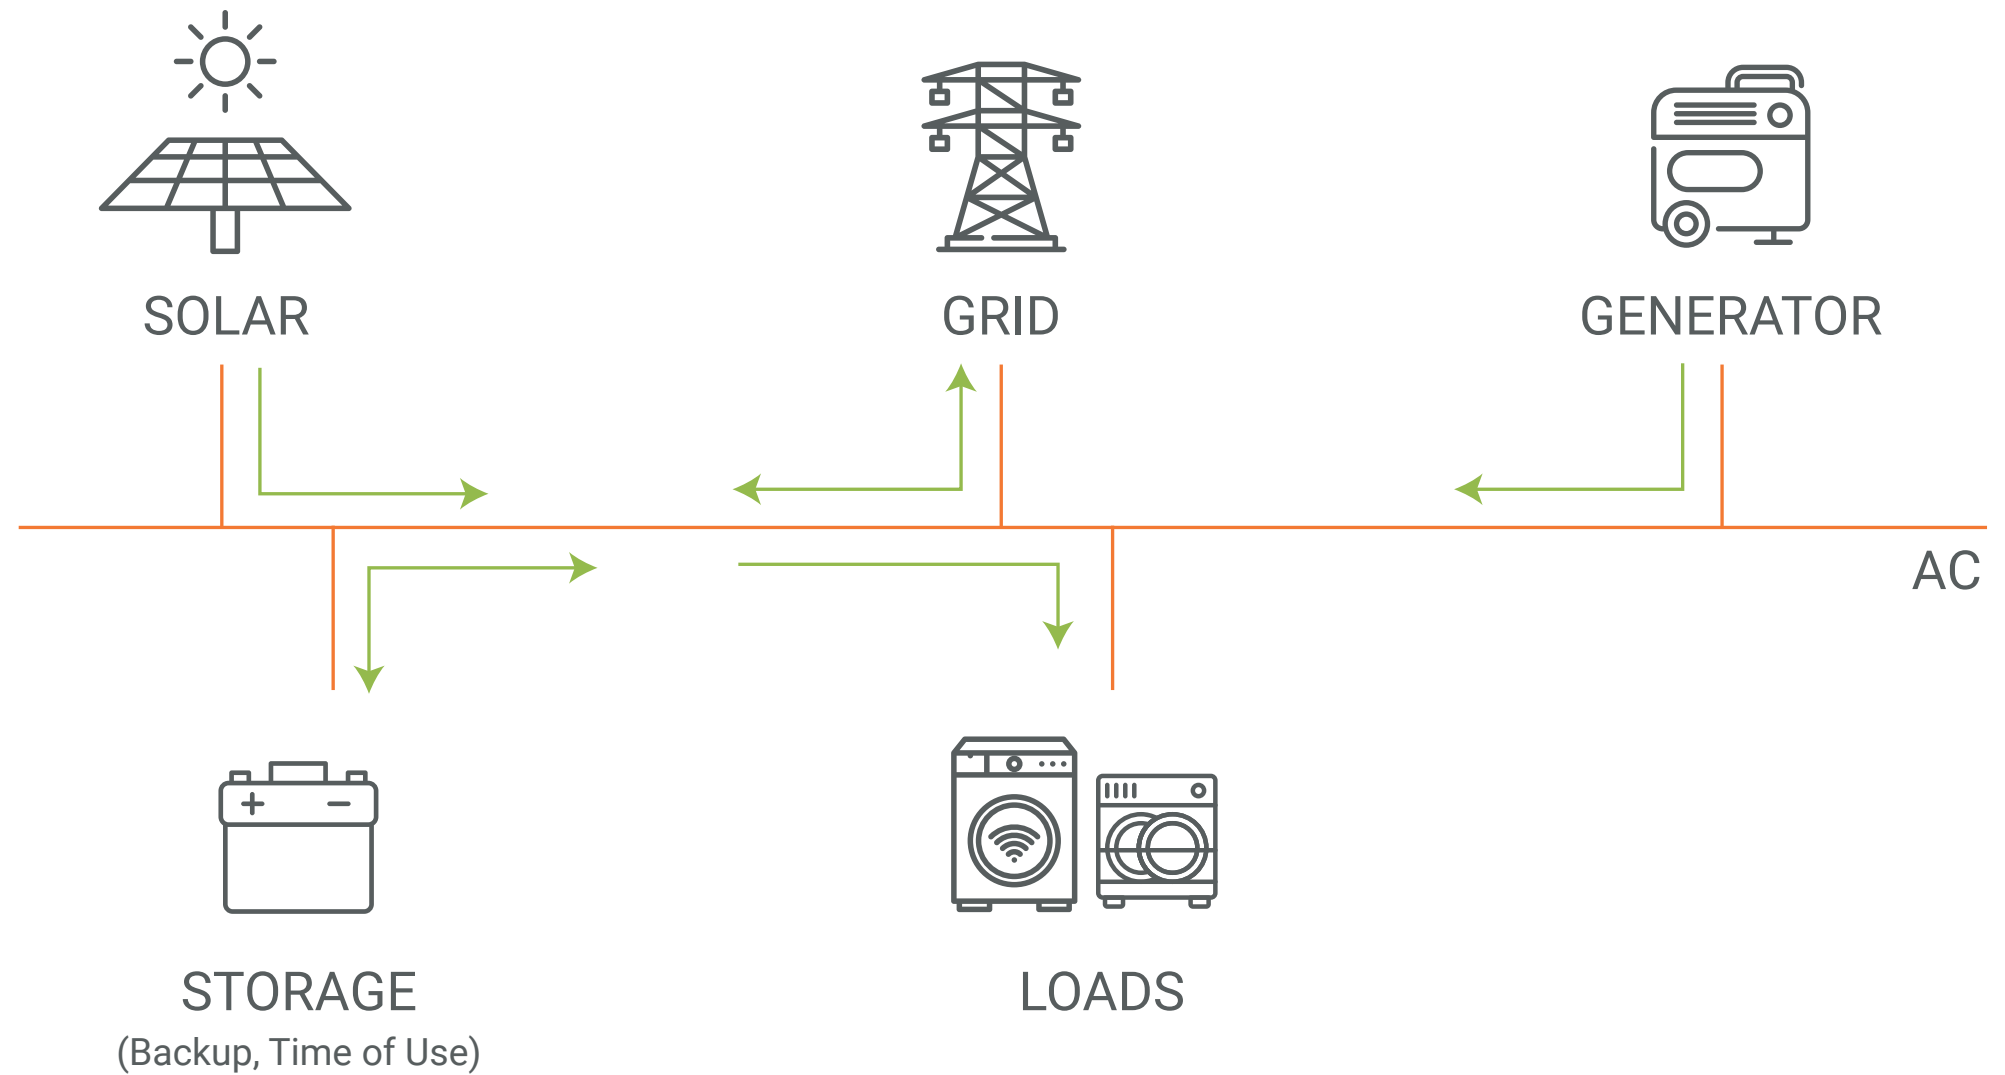 SOLAR
GRID
GENERATOR
AC
STORAGE
(Backup, Time of Use)
LOADS